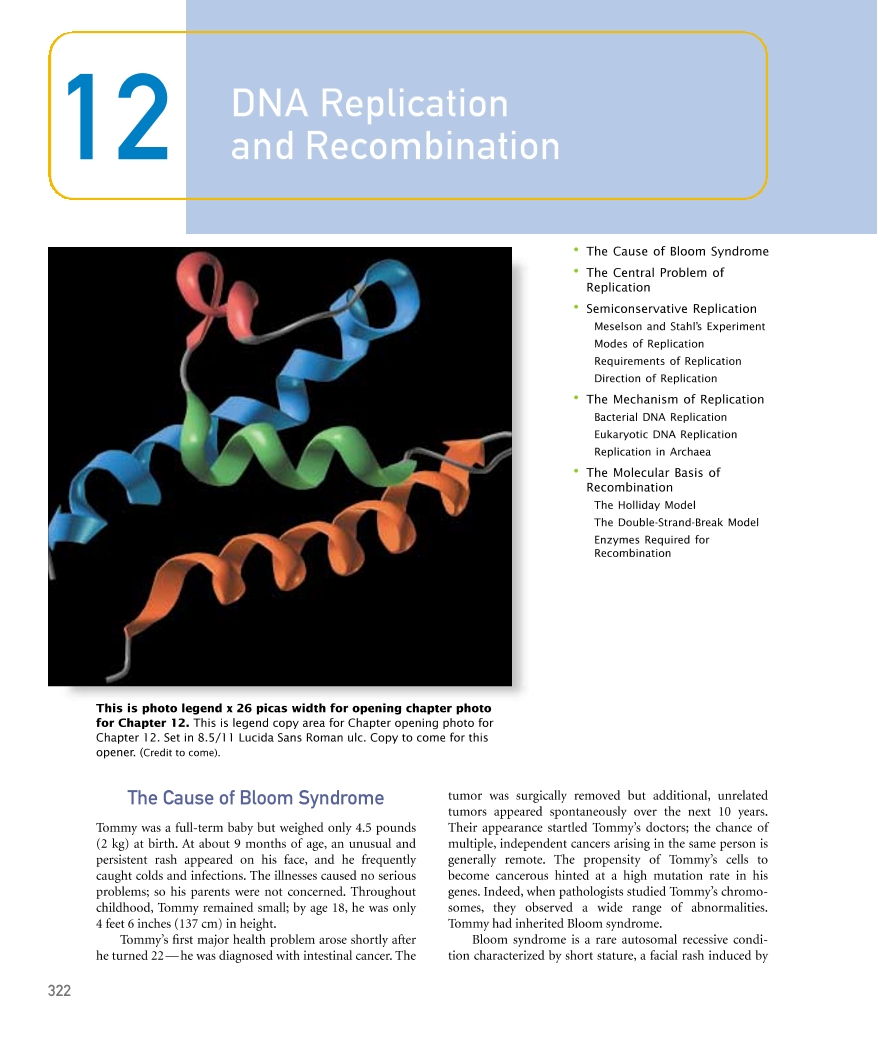 12
DNA Replication
and Recombination
• The Cause of Bloom Syndrome
• The Central Problem of
Replication
• Semiconservative Replication
Meselson and Stahl's Experiment
Modes of Replication
Requirements of Replication
Direction of Replication
• The Mechanism of Replication
Bacterial DNA Replication
Eukaryotic DNA Replication
Replication in Archaea
• The Molecular Basis of
Recombination
The Holliday Model
The Double-Strand-Break Model
Enzymes Required for
Recombination
This is photo legend x 26 picas width for opening chapter photo
for Chapter 12. This is legend copy area for Chapter opening photo for
Chapter 12. Set in 8.5/11 Lucida Sans Roman ulc. Copy to come for this
opener. (Credit to come).
The Cause of Bloom Syndrome
Tommy was a full-term baby but weighed only 4.5 pounds
(2 kg) at birth. At about 9 months of age, an unusual and
persistent rash appeared on his face, and he frequently
caught colds and infections. The illnesses caused no serious
problems; so his parents were not concerned. Throughout
childhood, Tommy remained small; by age 18, he was only
4 feet 6 inches (137 cm) in height.
Tommy's first major health problem arose shortly after
he turned 22—he was diagnosed with intestinal cancer. The
tumor was surgically removed but additional, unrelated
tumors appeared spontaneously over the next 10 years.
Their appearance startled Tommy's doctors; the chance of
multiple, independent cancers arising in the same person is
generally remote. The propensity of Tommy's cells to
become cancerous hinted at a high mutation rate in his
genes. Indeed, when pathologists studied Tommy's chromo-
somes, they observed a wide range of abnormalities.
Tommy had inherited Bloom syndrome.
Bloom syndrome is a rare autosomal recessive condi-
tion characterized by short stature, a facial rash induced by
322